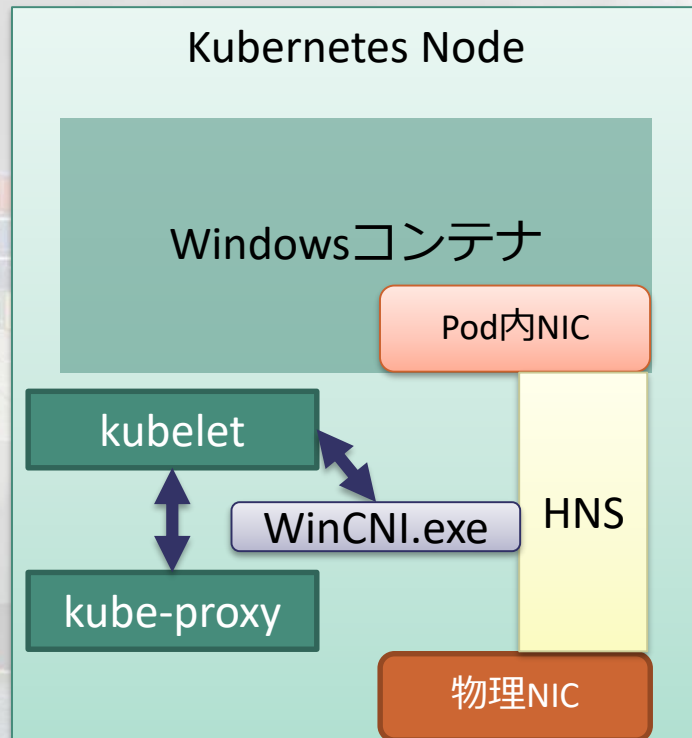 Kubernetes Node
Windowsコンテナ
Pod内NIC
kubelet
WinCNI.exe
HNS
kube-proxy
物理NIC